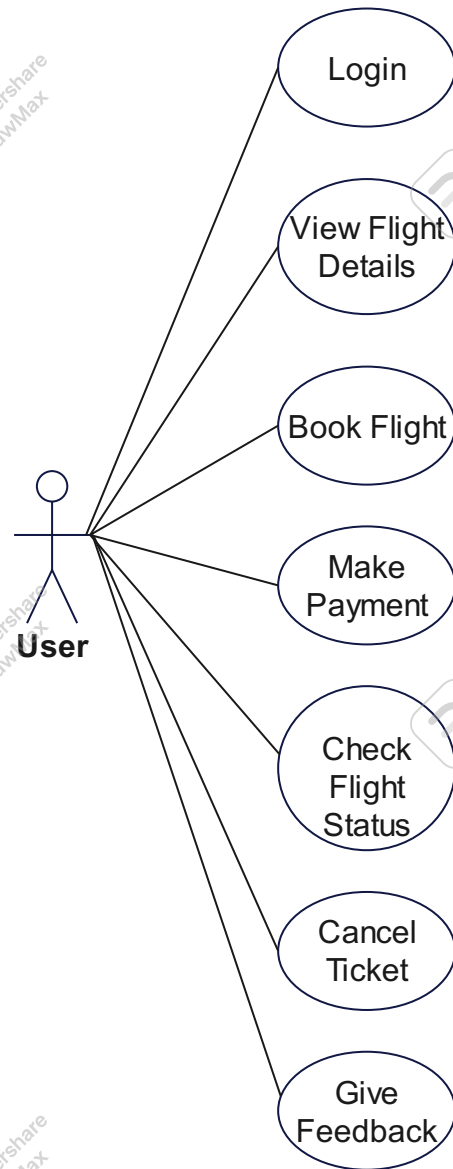 Login
View Flight
Details
Book Flight
Make
Payment
User
Check
Flight
Status
Cancel
Ticket
Give
Feedback